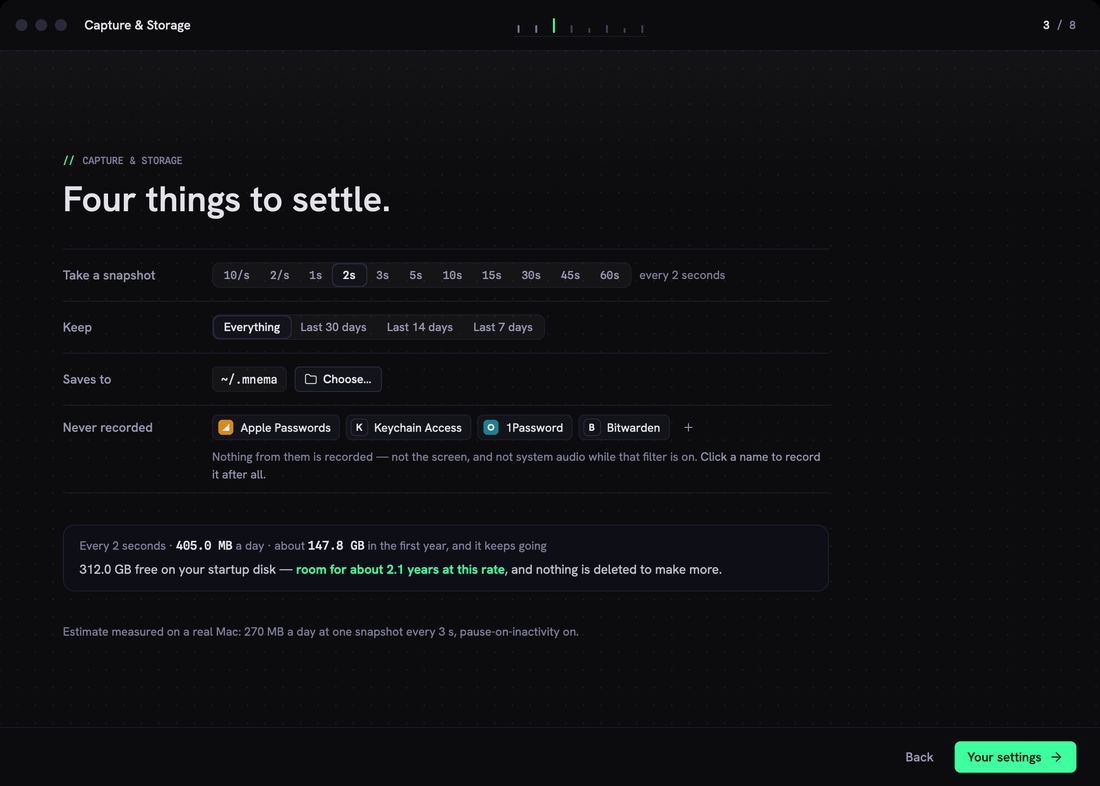 Capture & Storage
3 / 8
// CAPTURE & STORAGE
Four things to settle.
Take a snapshot 10/s 2/s 1s 2s 3s 5s 10s 15s 30s 45s 60s every 2 seconds
Keep Everything Last 30 days Last 14 days Last 7 days
Saves to ~/.mnema Choose…
Never recorded Apple Passwords K Keychain Access O 1Password B Bitwarden +
Nothing from them is recorded — not the screen, and not system audio while that filter is on. Click a name to record
it after all.
Every 2 seconds · 405.0 MB a day · about 147.8 GB in the first year, and it keeps going
312.0 GB free on your startup disk — room for about 2.1 years at this rate, and nothing is deleted to make more.
Estimate measured on a real Mac: 270 MB a day at one snapshot every 3 s, pause-on-inactivity on.
Back Your settings →